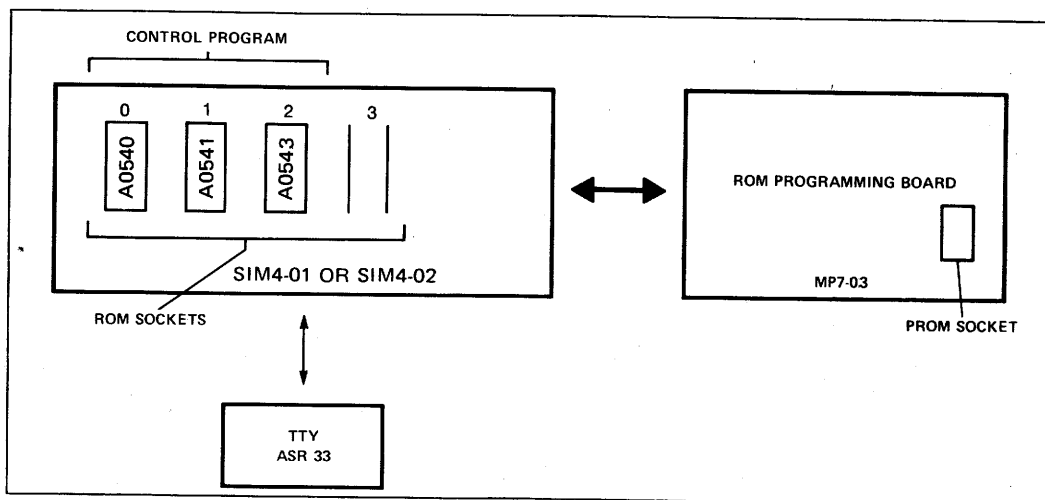 CONTROL PROGRAM
0 1 2 3
A0540 A0541 A0543
SIM4-01 OR SIM4-02
ROM SOCKETS
ROM PROGRAMMING BOARD
MP7-03
PROM SOCKET
TTY
ASR 33